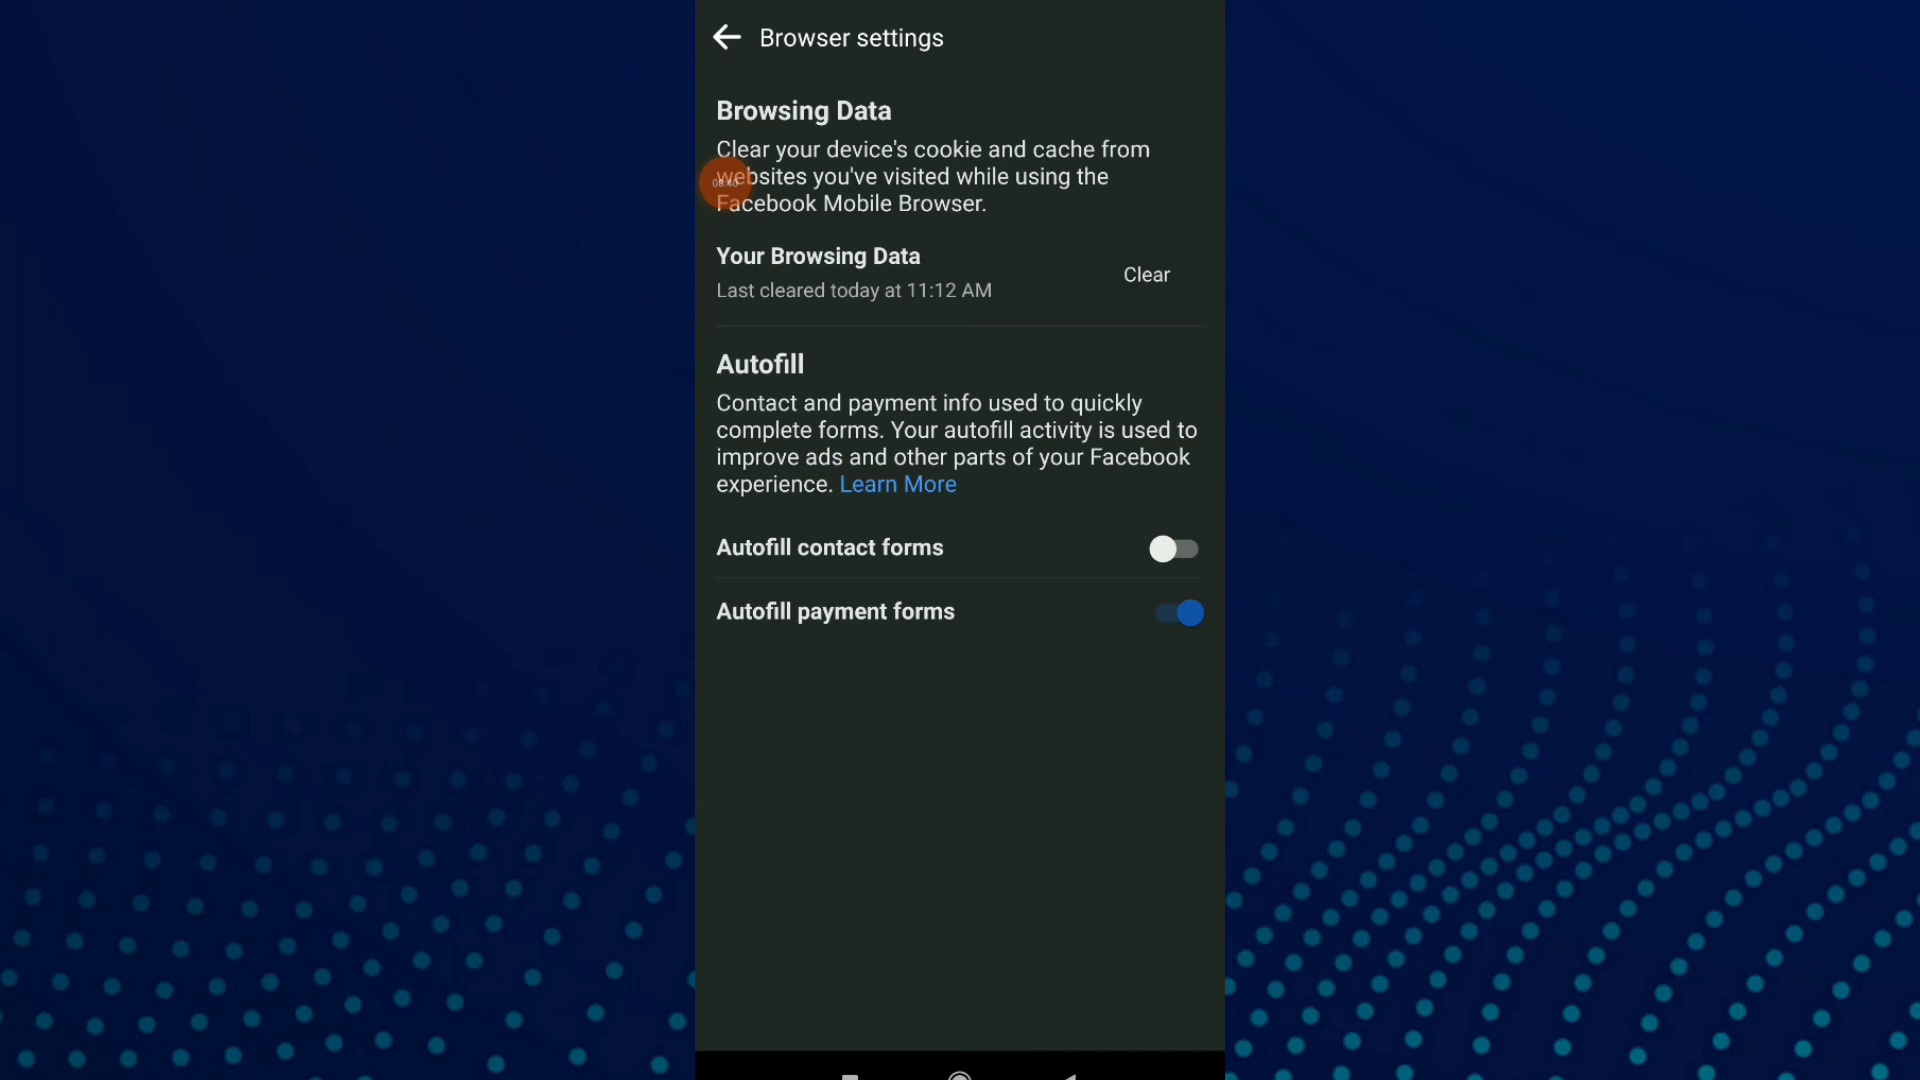 Browser settings
Browsing Data
Clear your device's cookie and cache from
websites you've visited while using the
Facebook Mobile Browser.
Your Browsing Data
Clear
Last cleared today at 11:12 AM
Autofill
Contact and payment info used to quickly
complete forms. Your autofill activity is used to
improve ads and other parts of your Facebook
experience. Learn More
Autofill contact forms
Autofill payment forms